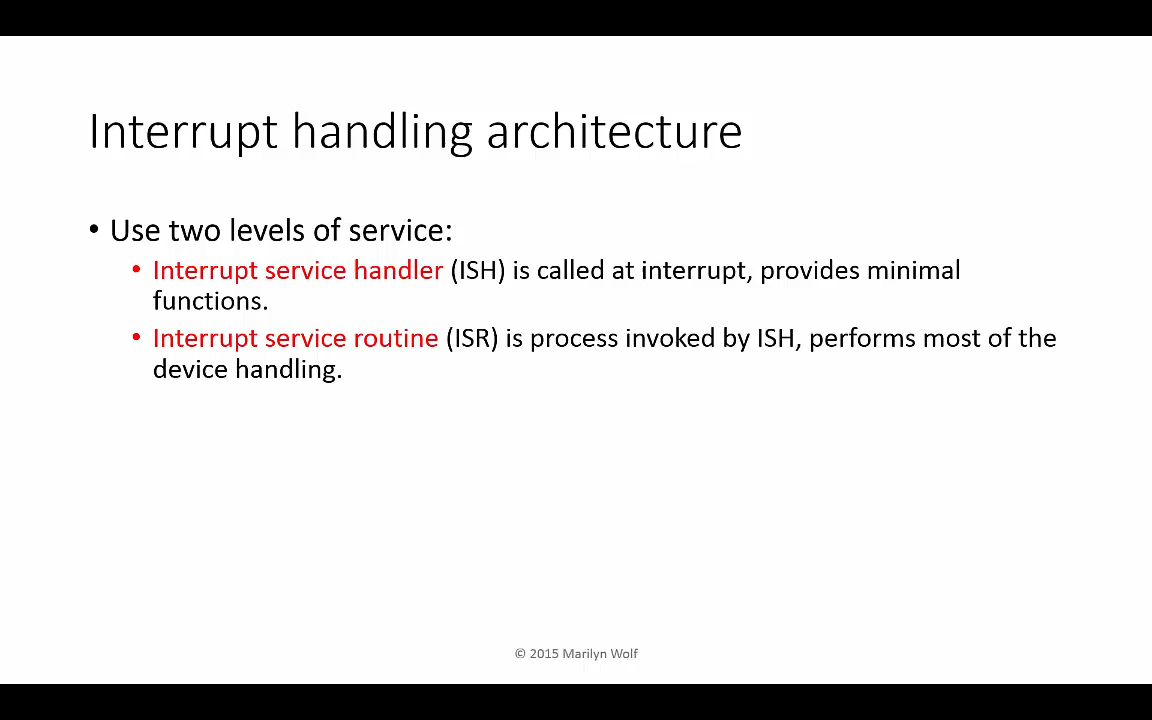 Interrupt handling architecture
• Use two levels of service:
• Interrupt service handler (ISH) is called at interrupt, provides minimal
functions.
• Interrupt service routine (ISR) is process invoked by ISH, performs most of the
device handling.
© 2015 Marilyn Wolf